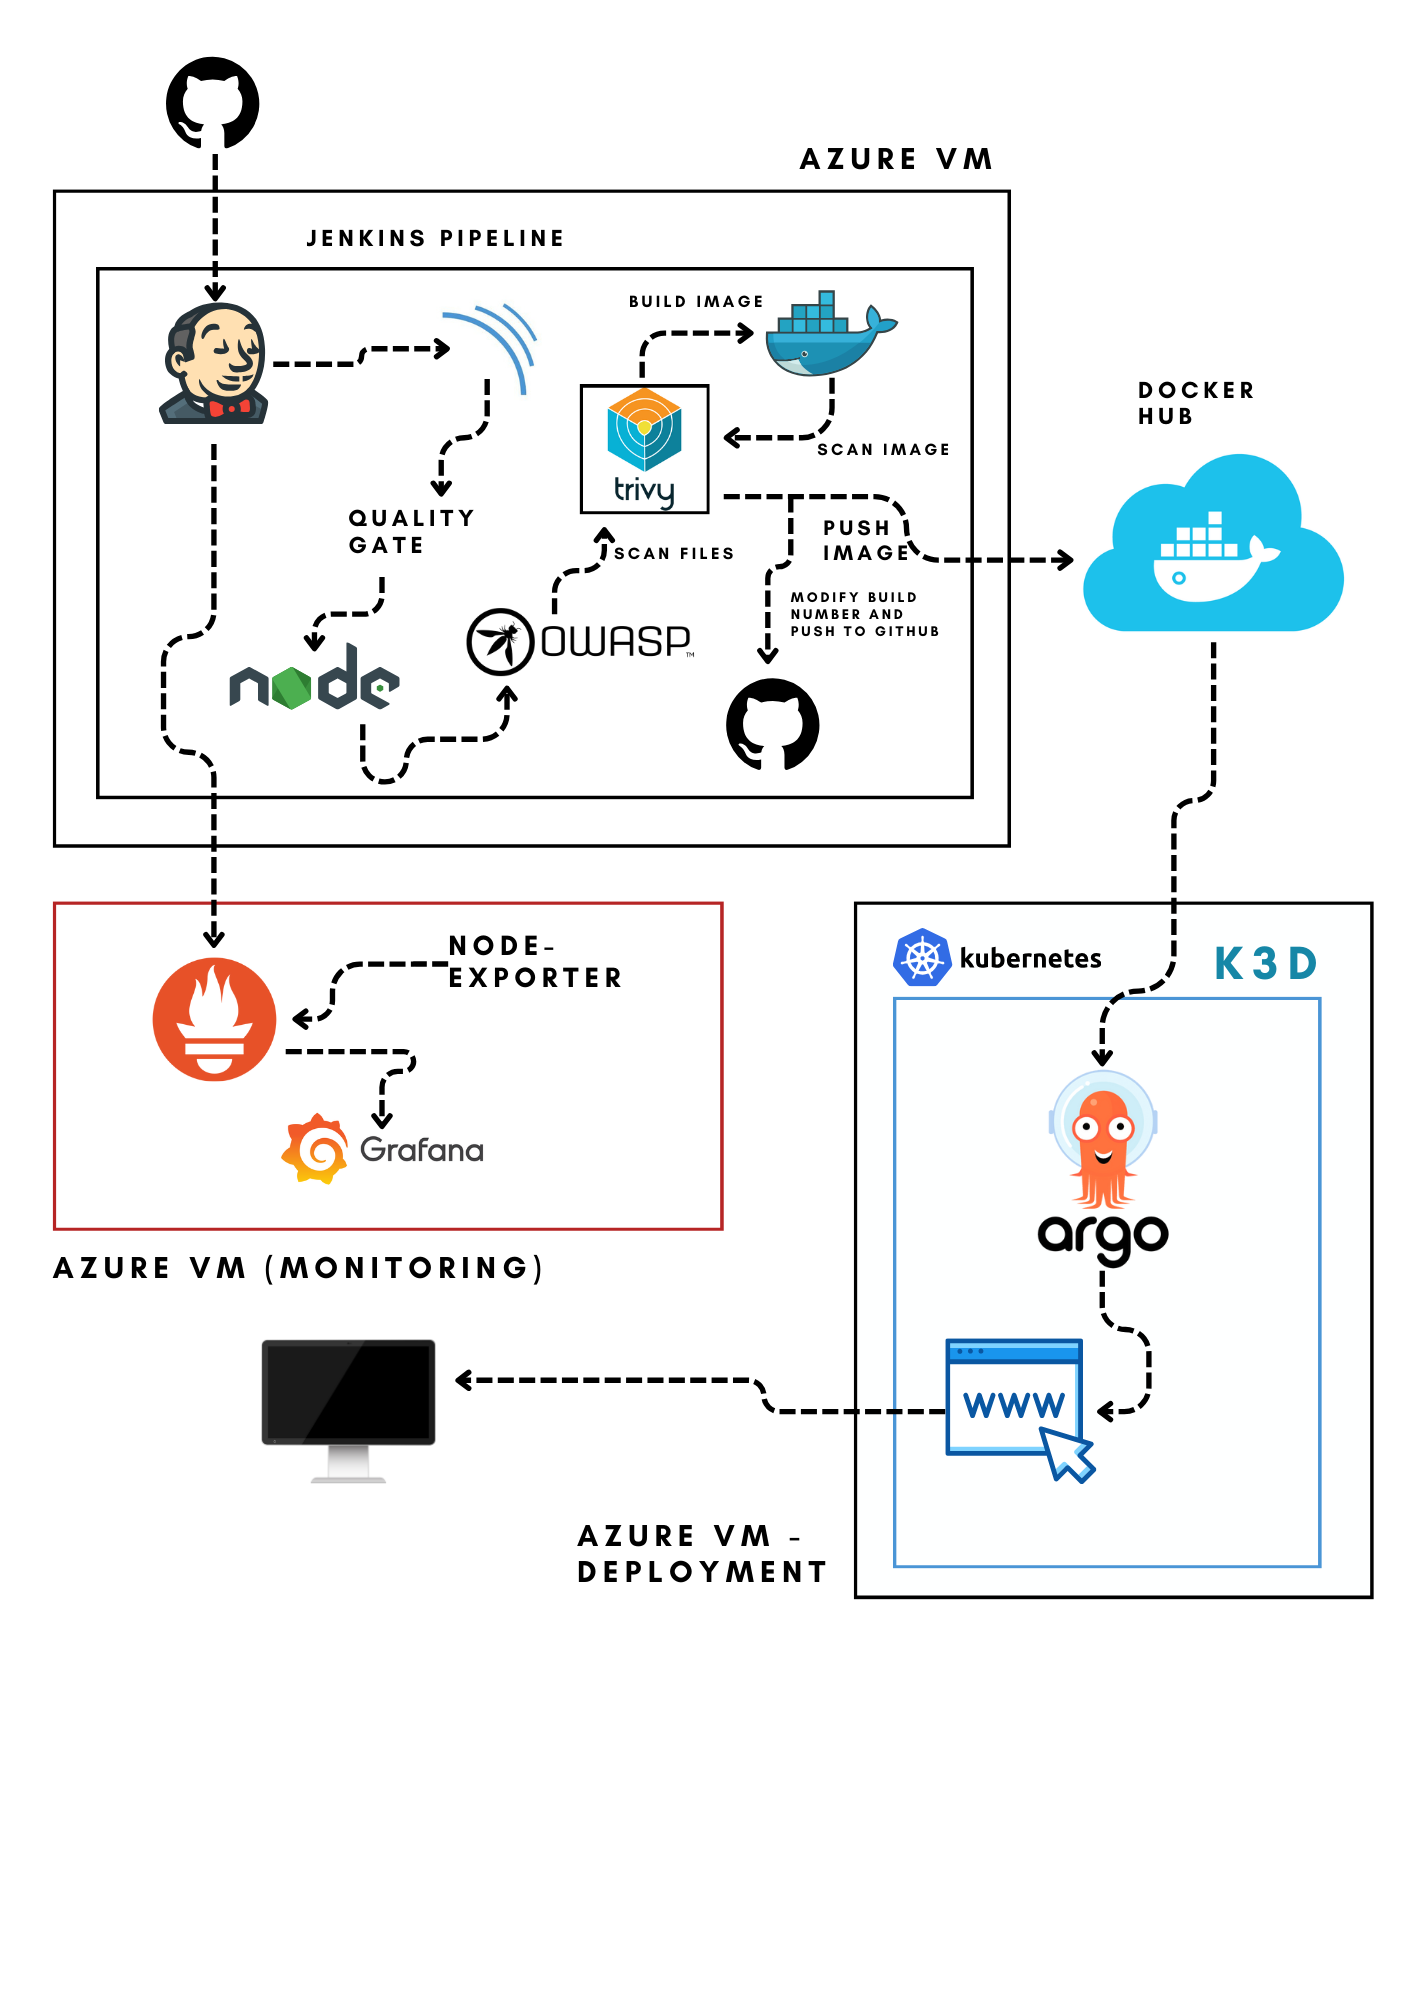 AZURE VM
JENKINS PIPELINE
BUILD IMAGE
SCAN IMAGE
trivy
DOCKER
HUB
QUALITY
GATE
SCAN FILES
PUSH
IMAGE
MODIFY BUILD
NUMBER AND
PUSH TO GITHUB
OWASP™
node
NODE-
EXPORTER
Grafana
AZURE VM (MONITORING)
kubernetes
K3D
argo
WWW
AZURE VM -
DEPLOYMENT